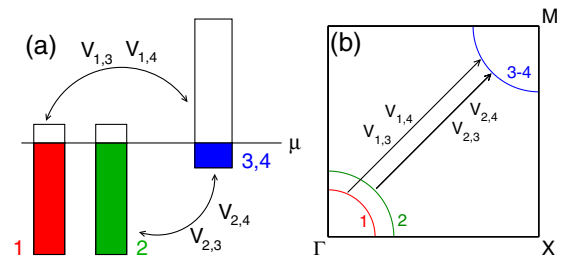 (a)
V1,3 V1,4
μ
1
2
3,4
V2,4
V2,3
(b)
M
3-4
V1,4
V1,3
V2,4
V2,3
2
1
Γ
X